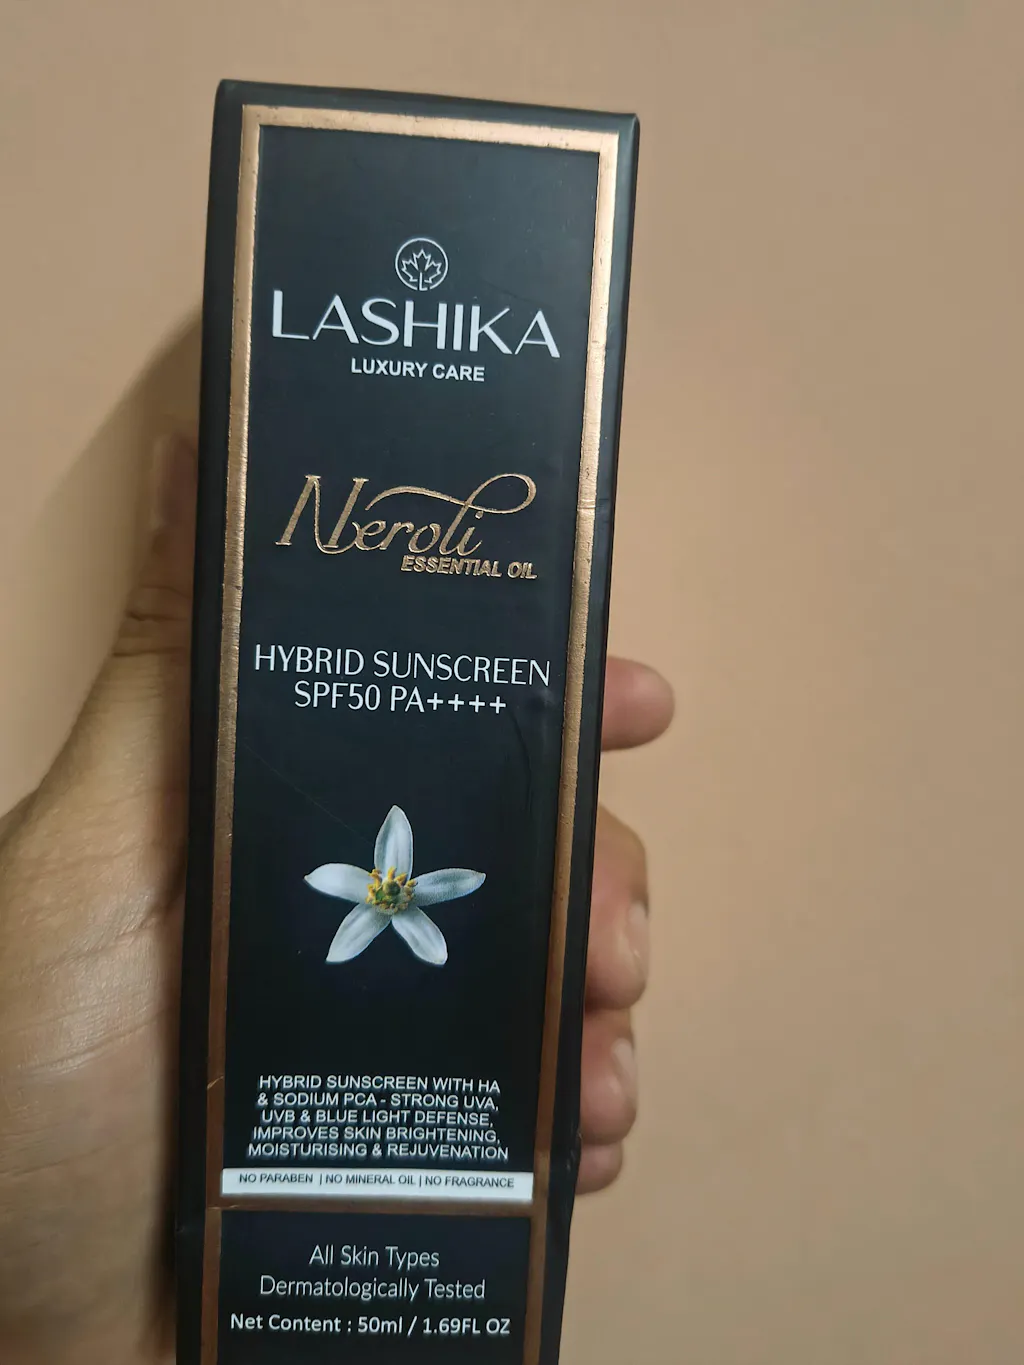 LASHIKA
LUXURY CARE
Neroli
ESSENTIAL OIL
HYBRID SUNSCREEN
SPF50 PA++++
HYBRID SUNSCREEN WITH HA
& SODIUM PCA - STRONG UVA,
UVB & BLUE LIGHT DEFENSE,
IMPROVES SKIN BRIGHTENING,
MOISTURISING & REJUVENATION
NO PARABEN | NO MINERAL OIL | NO FRAGRANCE
All Skin Types
Dermatologically Tested
Net Content : 50ml / 1.69FL OZ